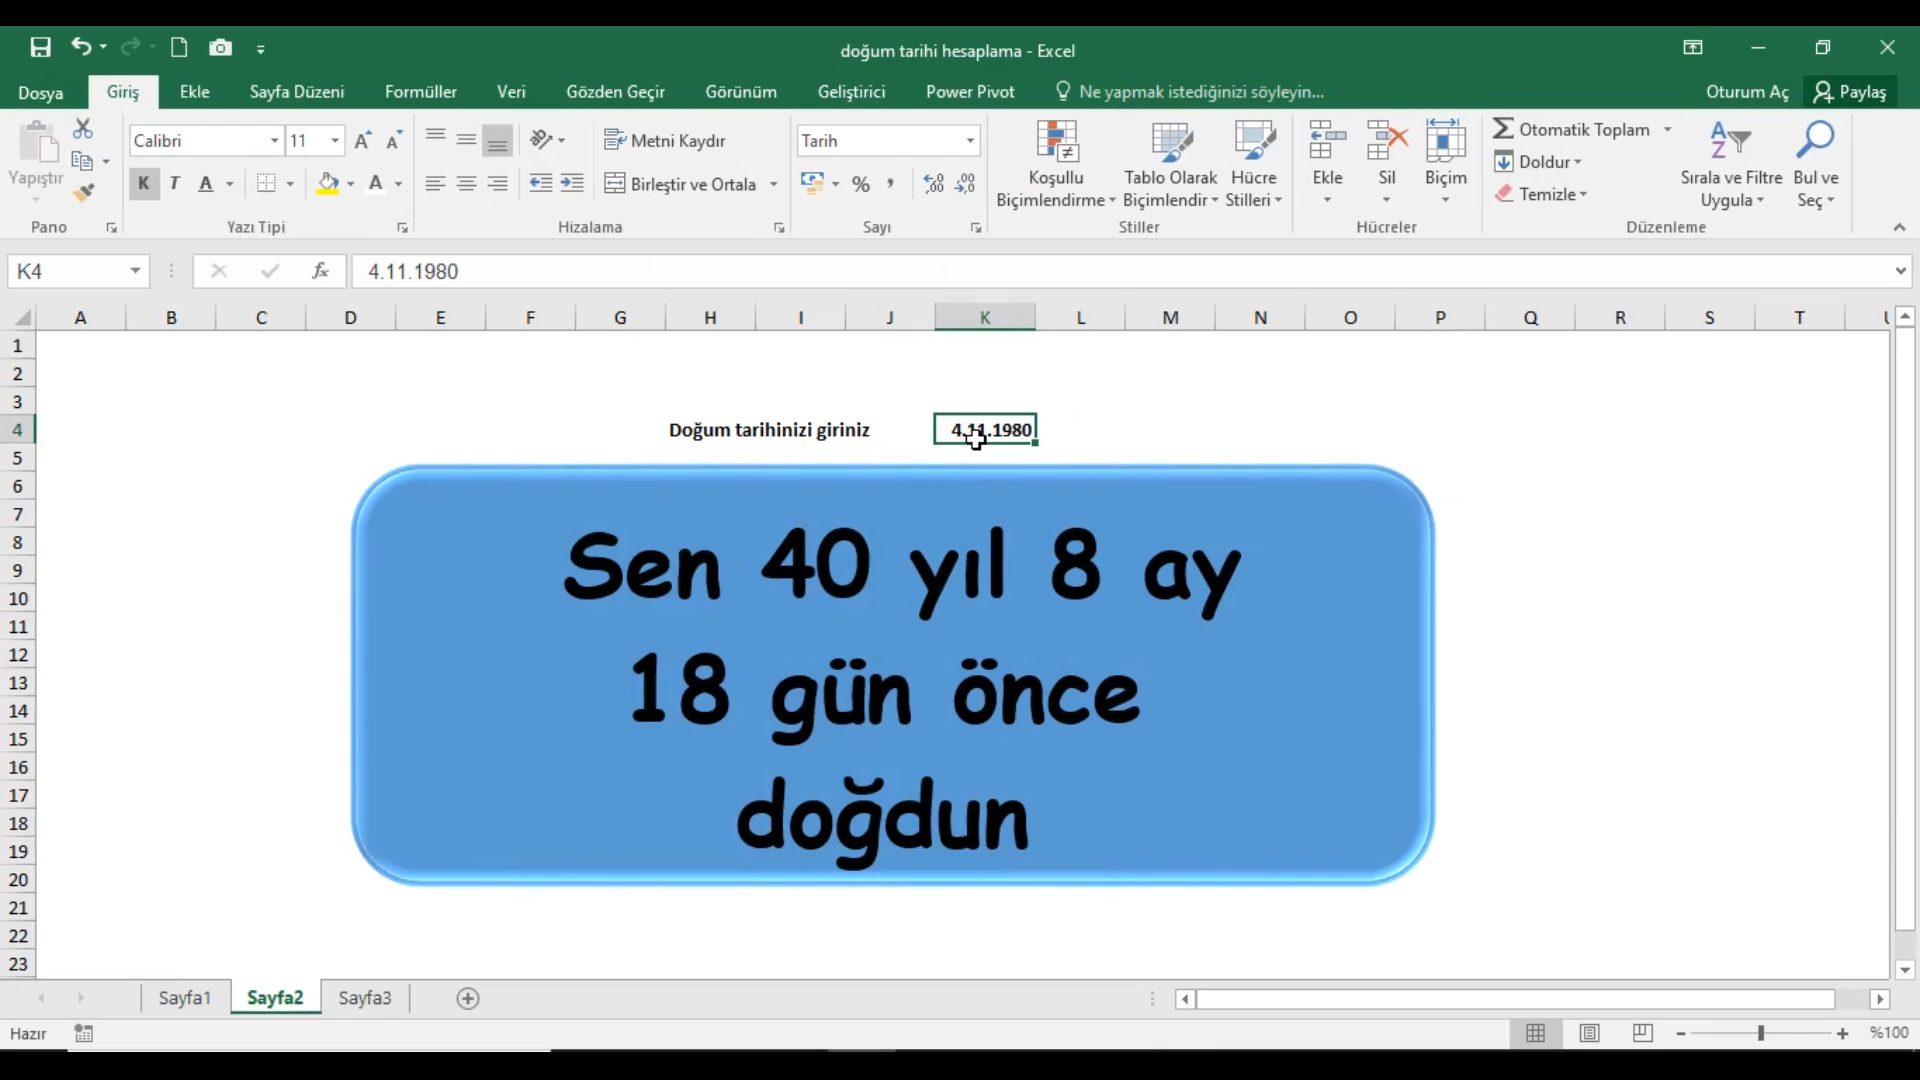 doğum tarihi hesaplama - Excel
Dosya Giriş Ekle Sayfa Düzeni Formüller Veri Gözden Geçir Görünüm Geliştirici Power Pivot Ne yapmak istediğinizi söyleyin... Oturum Aç Paylaş
Yapıştır
Calibri 11
K T A A
Metni Kaydır
Birleştir ve Ortala
Tarih
%
Koşullu Biçimlendirme
Tablo Olarak Biçimlendir
Hücre Stilleri
Ekle
Sil
Biçim
Otomatik Toplam
Doldur
Temizle
Sırala ve Filtre Uygula
Bul ve Seç
Pano Yazı Tipi Hizalama Sayı Stiller Hücreler Düzenleme
K4 fx 4.11.1980
A B C D E F G H I J K L M N O P Q R S T
1
2
3
4 Doğum tarihinizi giriniz 4.11.1980
5
6
7
8
9
10
11
12
13
14
15
16
17
18
19
20
21
22
23
Sen 40 yıl 8 ay
18 gün önce
doğdun
Sayfa1 Sayfa2 Sayfa3
Hazır %100